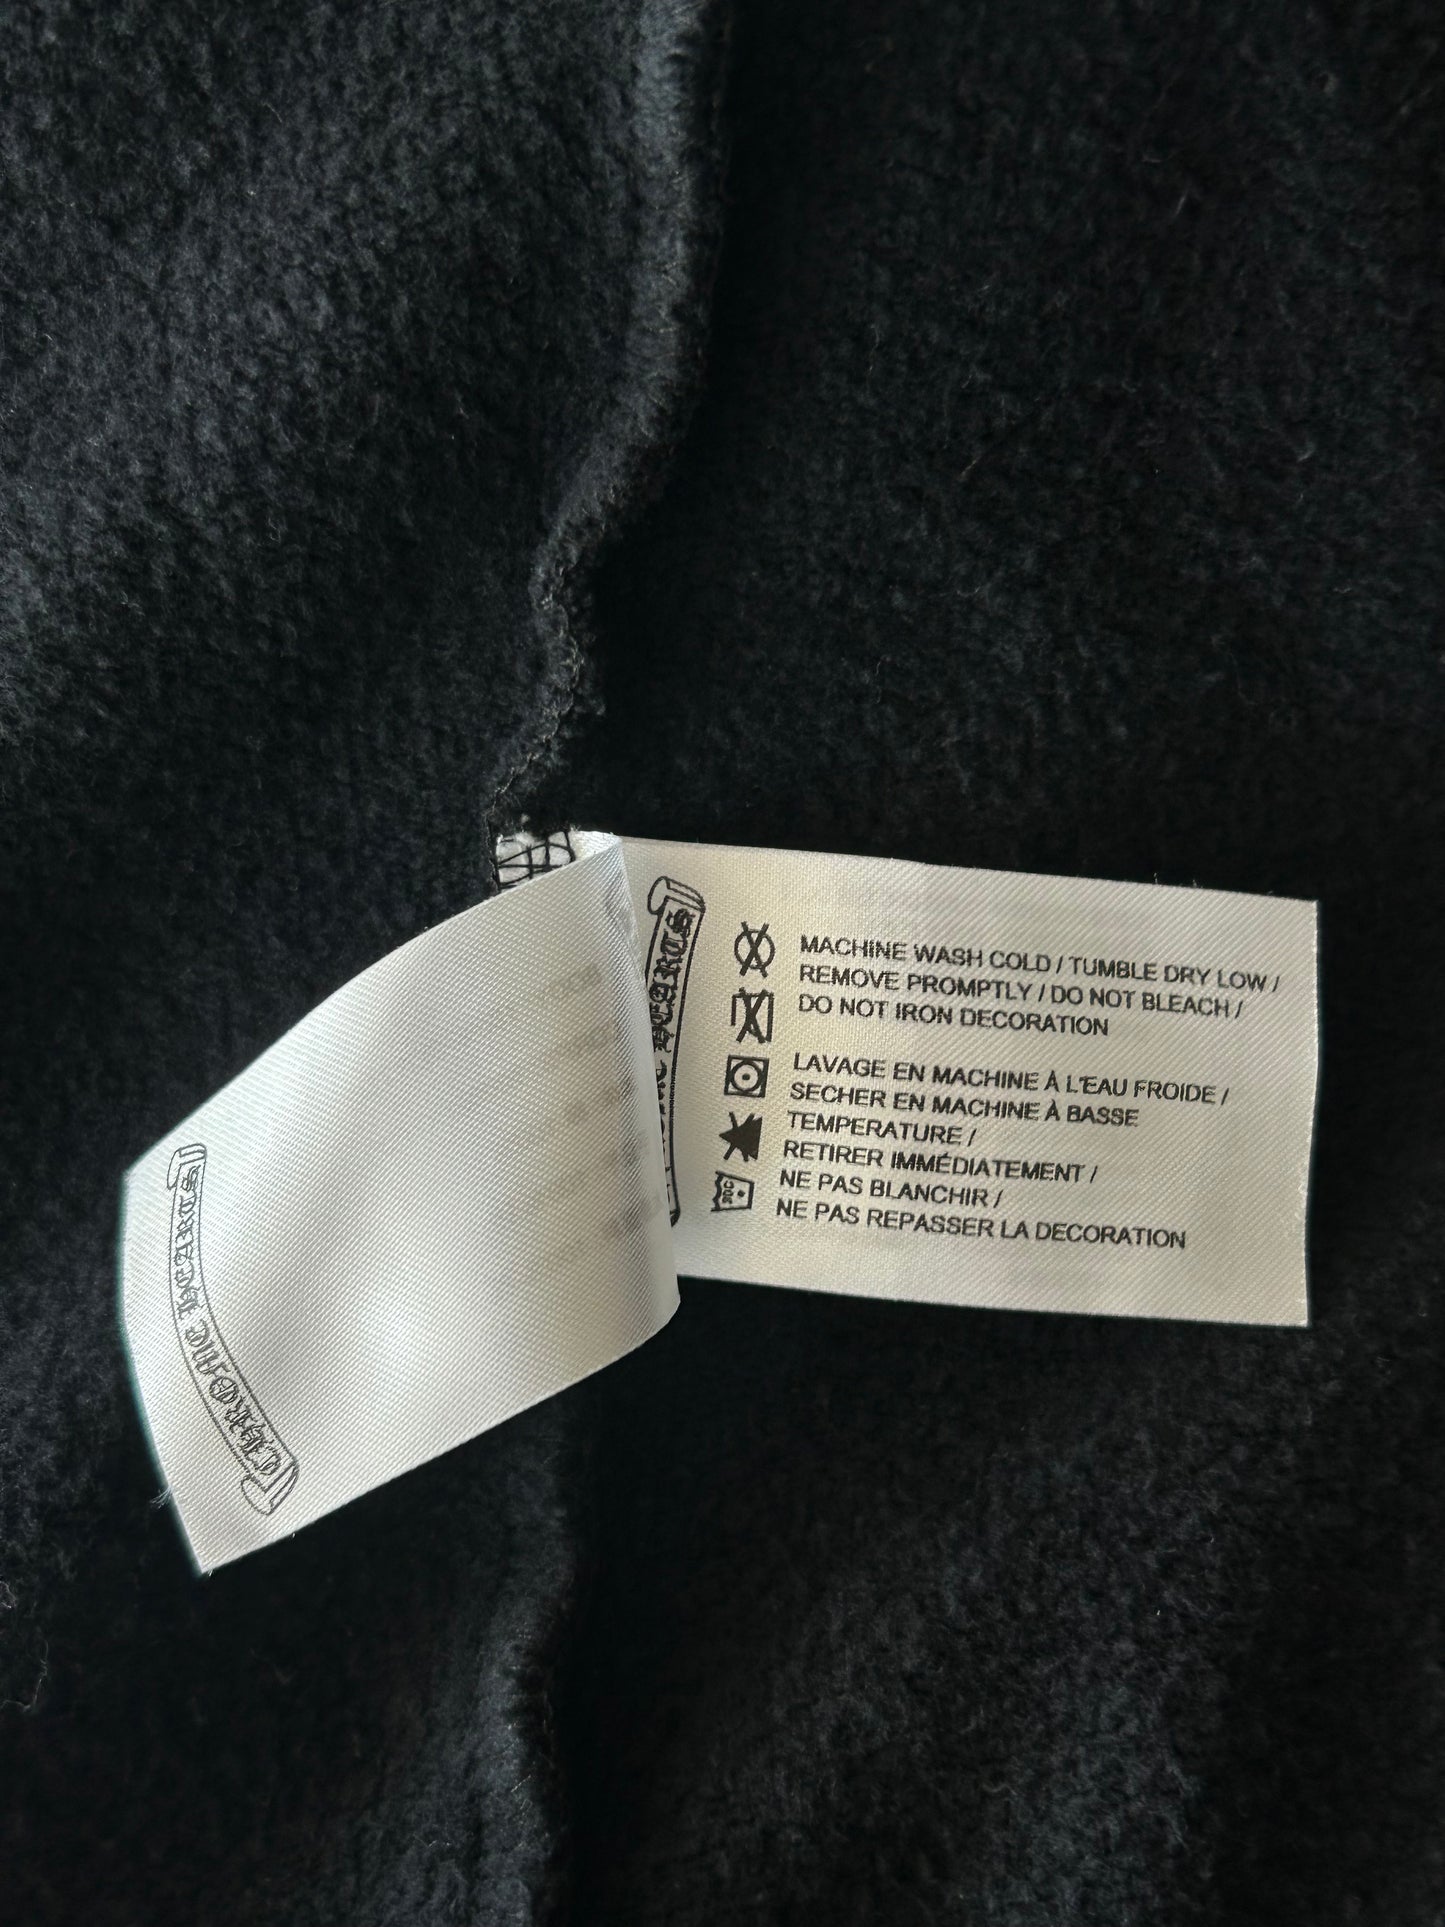 CHROME HEARTS
HEARTS
MACHINE WASH COLD / TUMBLE DRY LOW /
REMOVE PROMPTLY / DO NOT BLEACH /
DO NOT IRON DECORATION
LAVAGE EN MACHINE À L'EAU FROIDE /
SECHER EN MACHINE À BASSE
TEMPERATURE /
RETIRER IMMÉDIATEMENT /
NE PAS BLANCHIR /
NE PAS REPASSER LA DECORATION